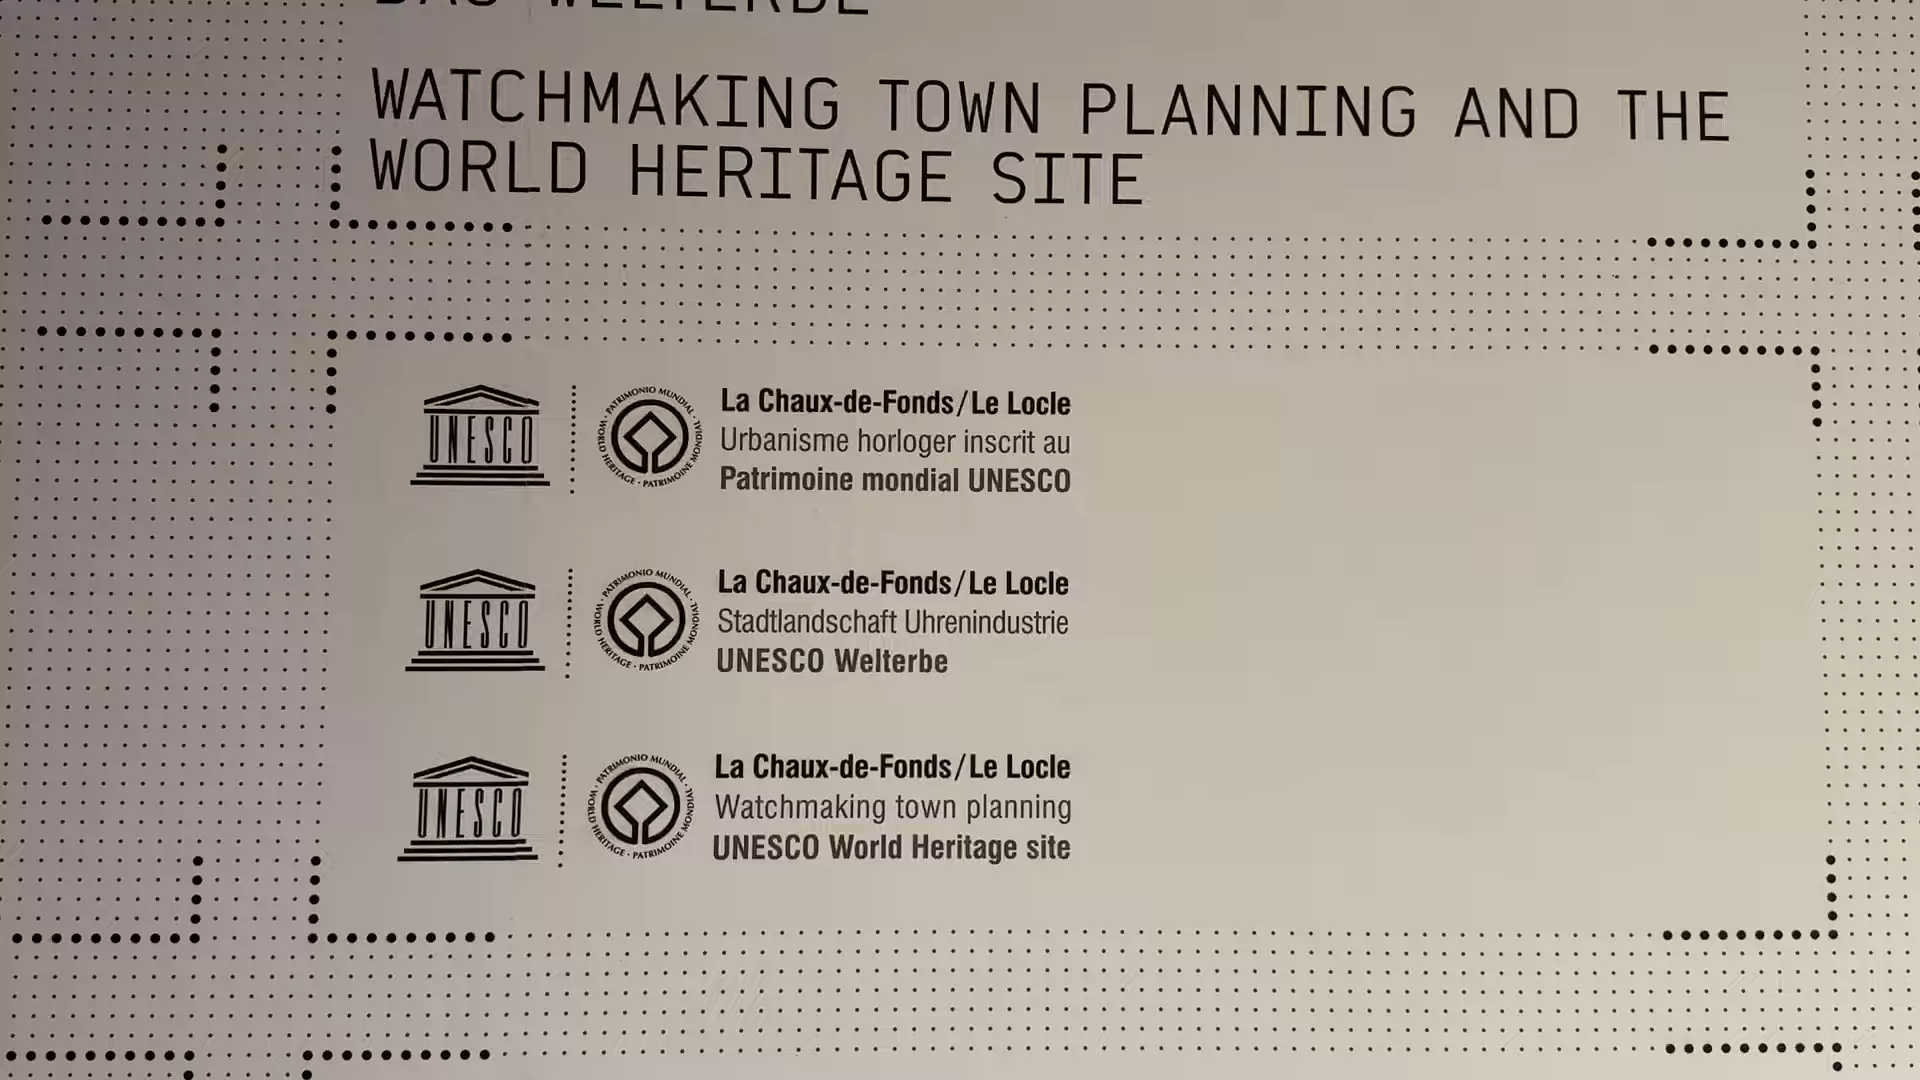 DAS WELTERBE
WATCHMAKING TOWN PLANNING AND THE
WORLD HERITAGE SITE
UNESCO
WORLD HERITAGE · PATRIMOINE MONDIAL · PATRIMONIO MUNDIAL ·
La Chaux-de-Fonds/Le Locle
Urbanisme horloger inscrit au
Patrimoine mondial UNESCO
UNESCO
WORLD HERITAGE · PATRIMOINE MONDIAL · PATRIMONIO MUNDIAL ·
La Chaux-de-Fonds/Le Locle
Stadtlandschaft Uhrenindustrie
UNESCO Welterbe
UNESCO
WORLD HERITAGE · PATRIMOINE MONDIAL · PATRIMONIO MUNDIAL ·
La Chaux-de-Fonds/Le Locle
Watchmaking town planning
UNESCO World Heritage site